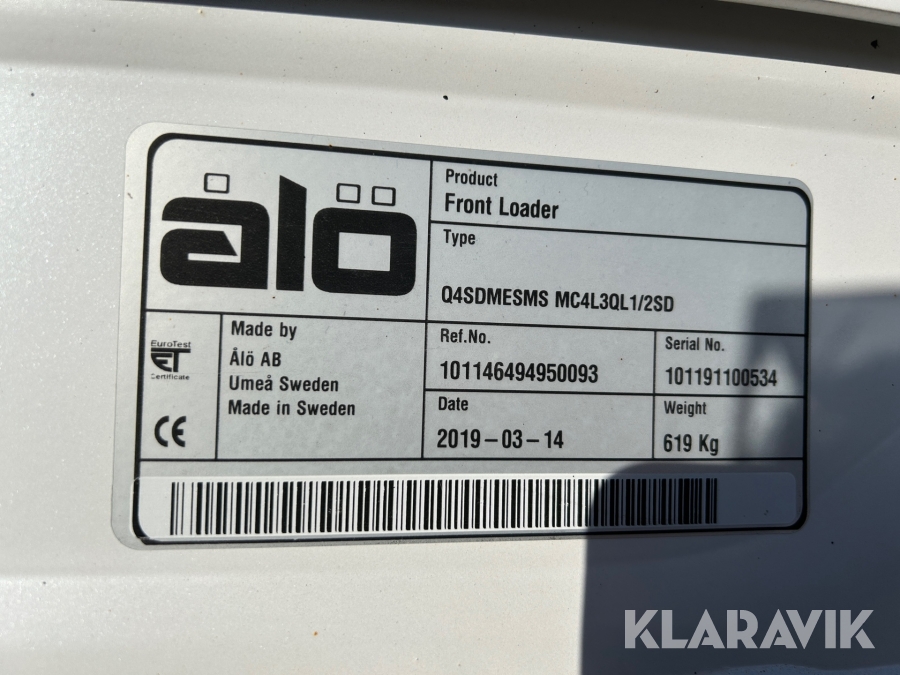 ålö
Product
Front Loader
Type
Q4SDMESMS MC4L3QL1/2SD
EuroTest
ET
Certificate
CE
Made by
Ålö AB
Umeå Sweden
Made in Sweden
Ref.No.
101146494950093
Serial No.
101191100534
Date
2019-03-14
Weight
619 Kg
KLARAVIK